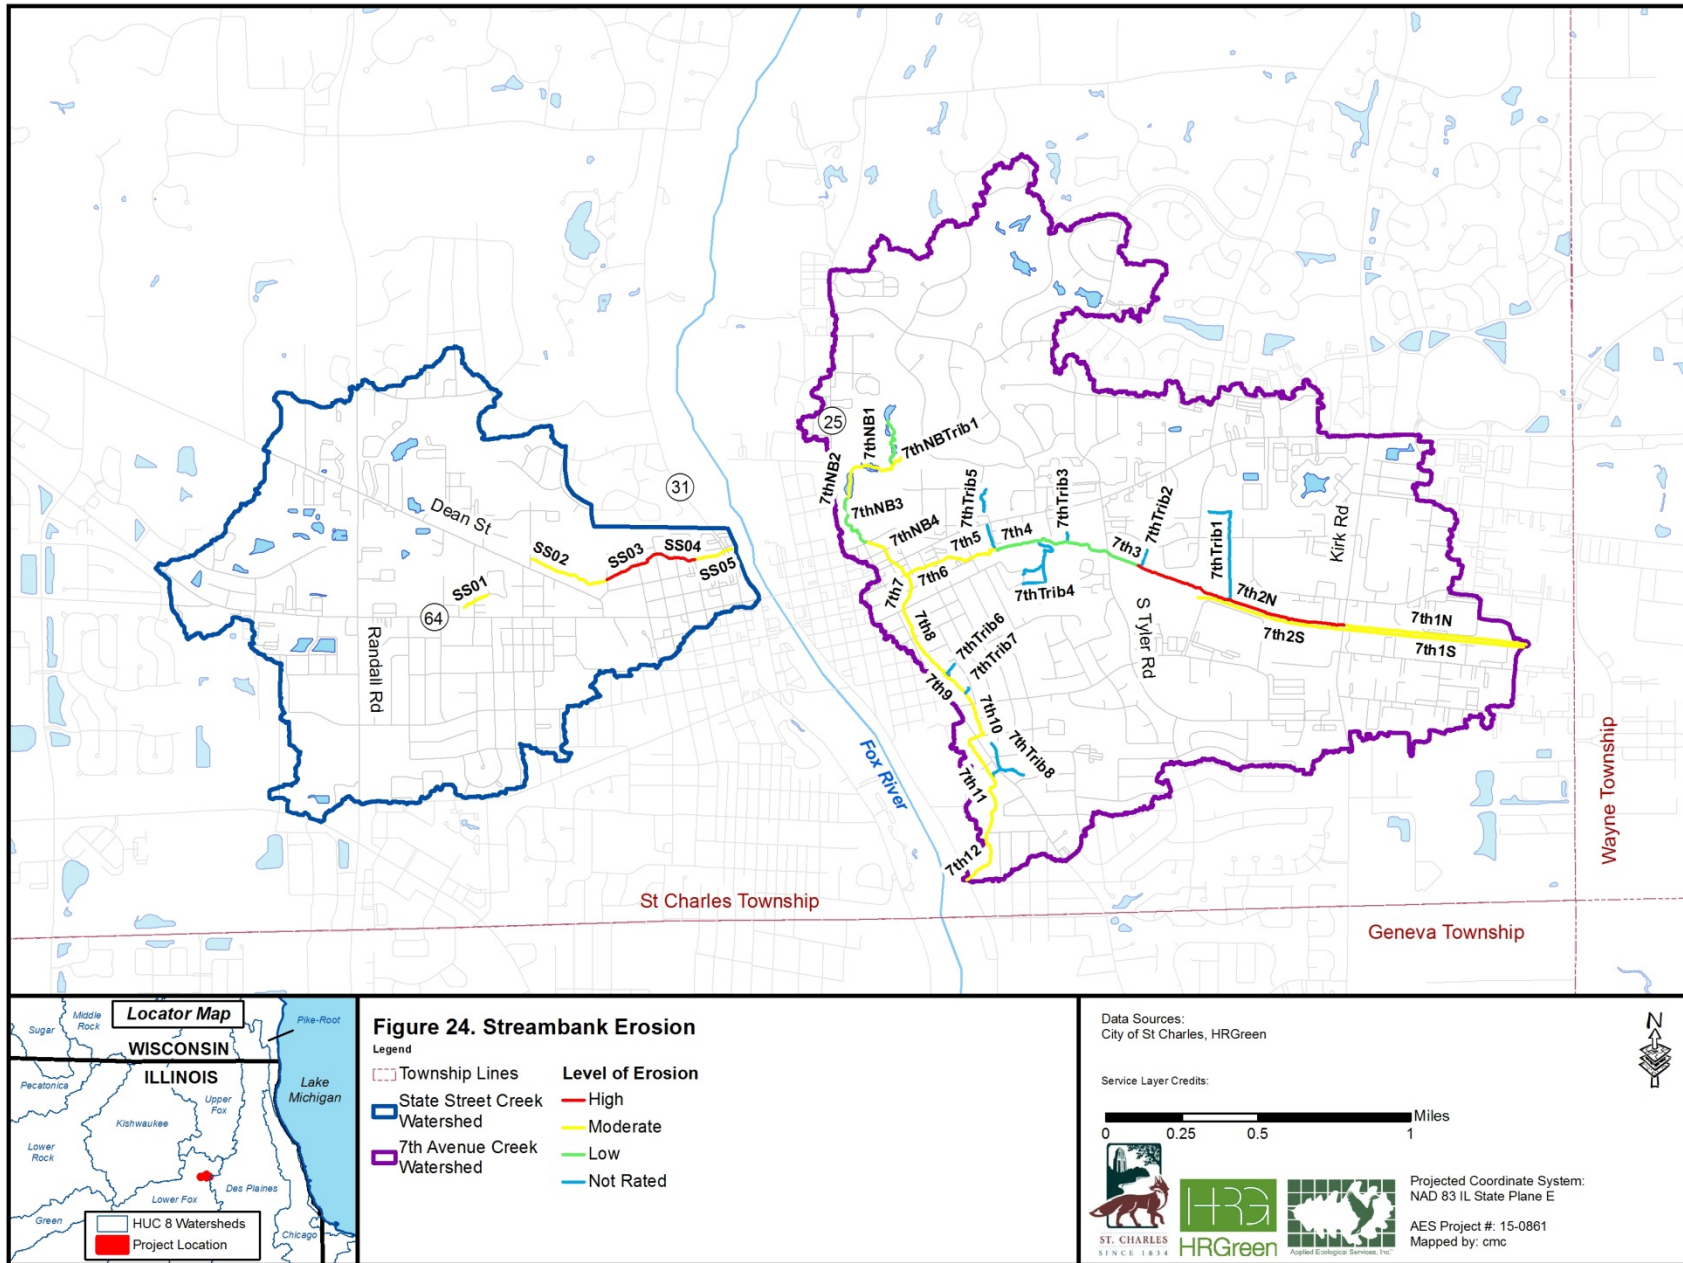 25
7thNB1
7thNBTrib1
7thNB2
7thNB3
7thNB4
7thTrib5
7thTrib3
7thTrib2
7thTrib1
Kirk Rd
31
Dean St
SS01
SS02
SS03
SS04
SS05
64
Randall Rd
7th5
7th4
7th3
7th6
7th7
7thTrib4
7th2N
7th2S
7th1N
7th1S
S Tyler Rd
7th8
7thTrib6
7thTrib7
7th9
7th10
7thTrib8
7th11
7th12
Fox River
Wayne Township
St Charles Township
Geneva Township
Locator Map
Sugar
Middle
Rock
Pike-Root
WISCONSIN
ILLINOIS
Pecatonica
Lake
Michigan
Upper
Fox
Kishwaukee
Lower
Rock
Des Plaines
Lower Fox
Green
Chicago
HUC 8 Watersheds
Project Location
Figure 24. Streambank Erosion
Legend
Township Lines
State Street Creek
Watershed
7th Avenue Creek
Watershed
Level of Erosion
High
Moderate
Low
Not Rated
Data Sources:
City of St Charles, HRGreen
Service Layer Credits:
N
Miles
0 0.25 0.5 1
ST. CHARLES
SINCE 1834
HRG
HRGreen
Applied Ecological Services, Inc.
Projected Coordinate System:
NAD 83 IL State Plane E
AES Project #: 15-0861
Mapped by: cmc